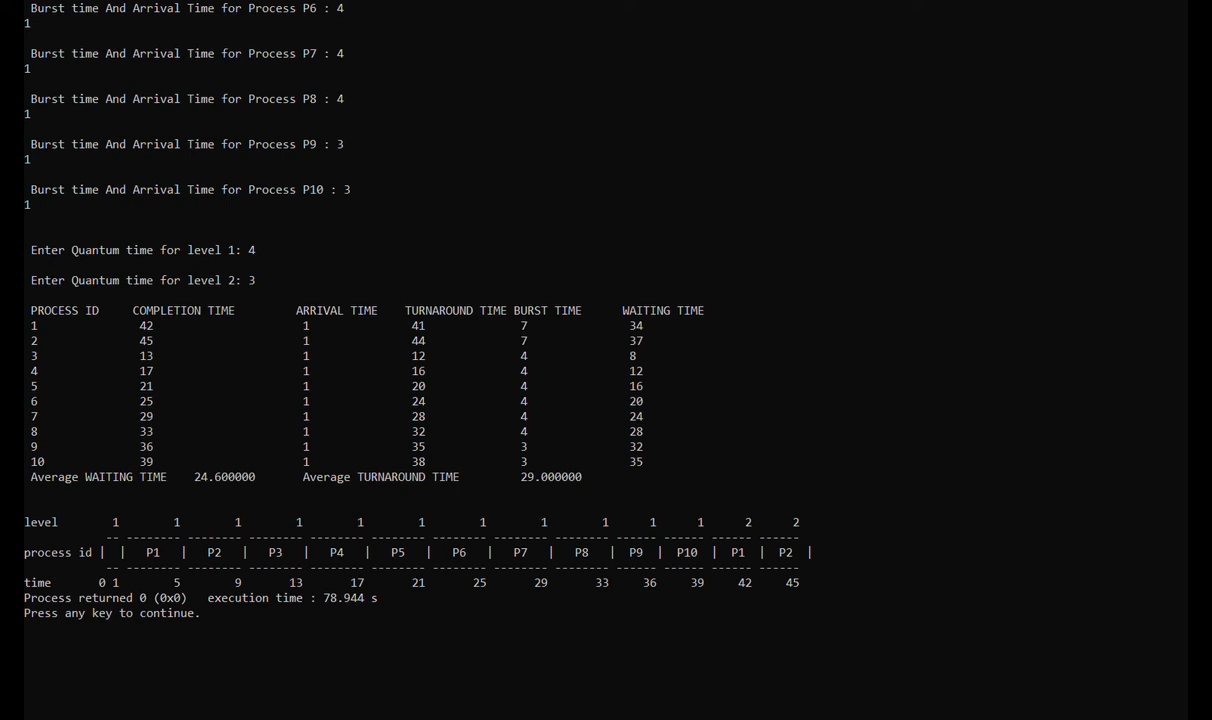 Burst time And Arrival Time for Process P6 : 4
1
Burst time And Arrival Time for Process P7 : 4
1
Burst time And Arrival Time for Process P8 : 4
1
Burst time And Arrival Time for Process P9 : 3
1
Burst time And Arrival Time for Process P10 : 3
1
Enter Quantum time for level 1: 4
Enter Quantum time for level 2: 3
PROCESS ID     COMPLETION TIME         ARRIVAL TIME    TURNAROUND TIME BURST TIME      WAITING TIME
1               42                      1               41              7               34
2               45                      1               44              7               37
3               13                      1               12              4               8
4               17                      1               16              4               12
5               21                      1               20              4               16
6               25                      1               24              4               20
7               29                      1               28              4               24
8               33                      1               32              4               28
9               36                      1               35              3               32
10              39                      1               38              3               35
Average WAITING TIME    24.600000       Average TURNAROUND TIME         29.000000
level        1        1        1        1        1        1        1        1        1      1      1      2      2
             -- -------- -------- -------- -------- -------- -------- -------- -------- ------ ------ ------ ------
process id | |   P1   |   P2   |   P3   |   P4   |   P5   |   P6   |   P7   |   P8   |  P9  | P10  |  P1  |  P2  |
             -- -------- -------- -------- -------- -------- -------- -------- -------- ------ ------ ------ ------
time       0 1        5        9       13       17       21       25       29       33     36     39     42     45
Process returned 0 (0x0)   execution time : 78.944 s
Press any key to continue.